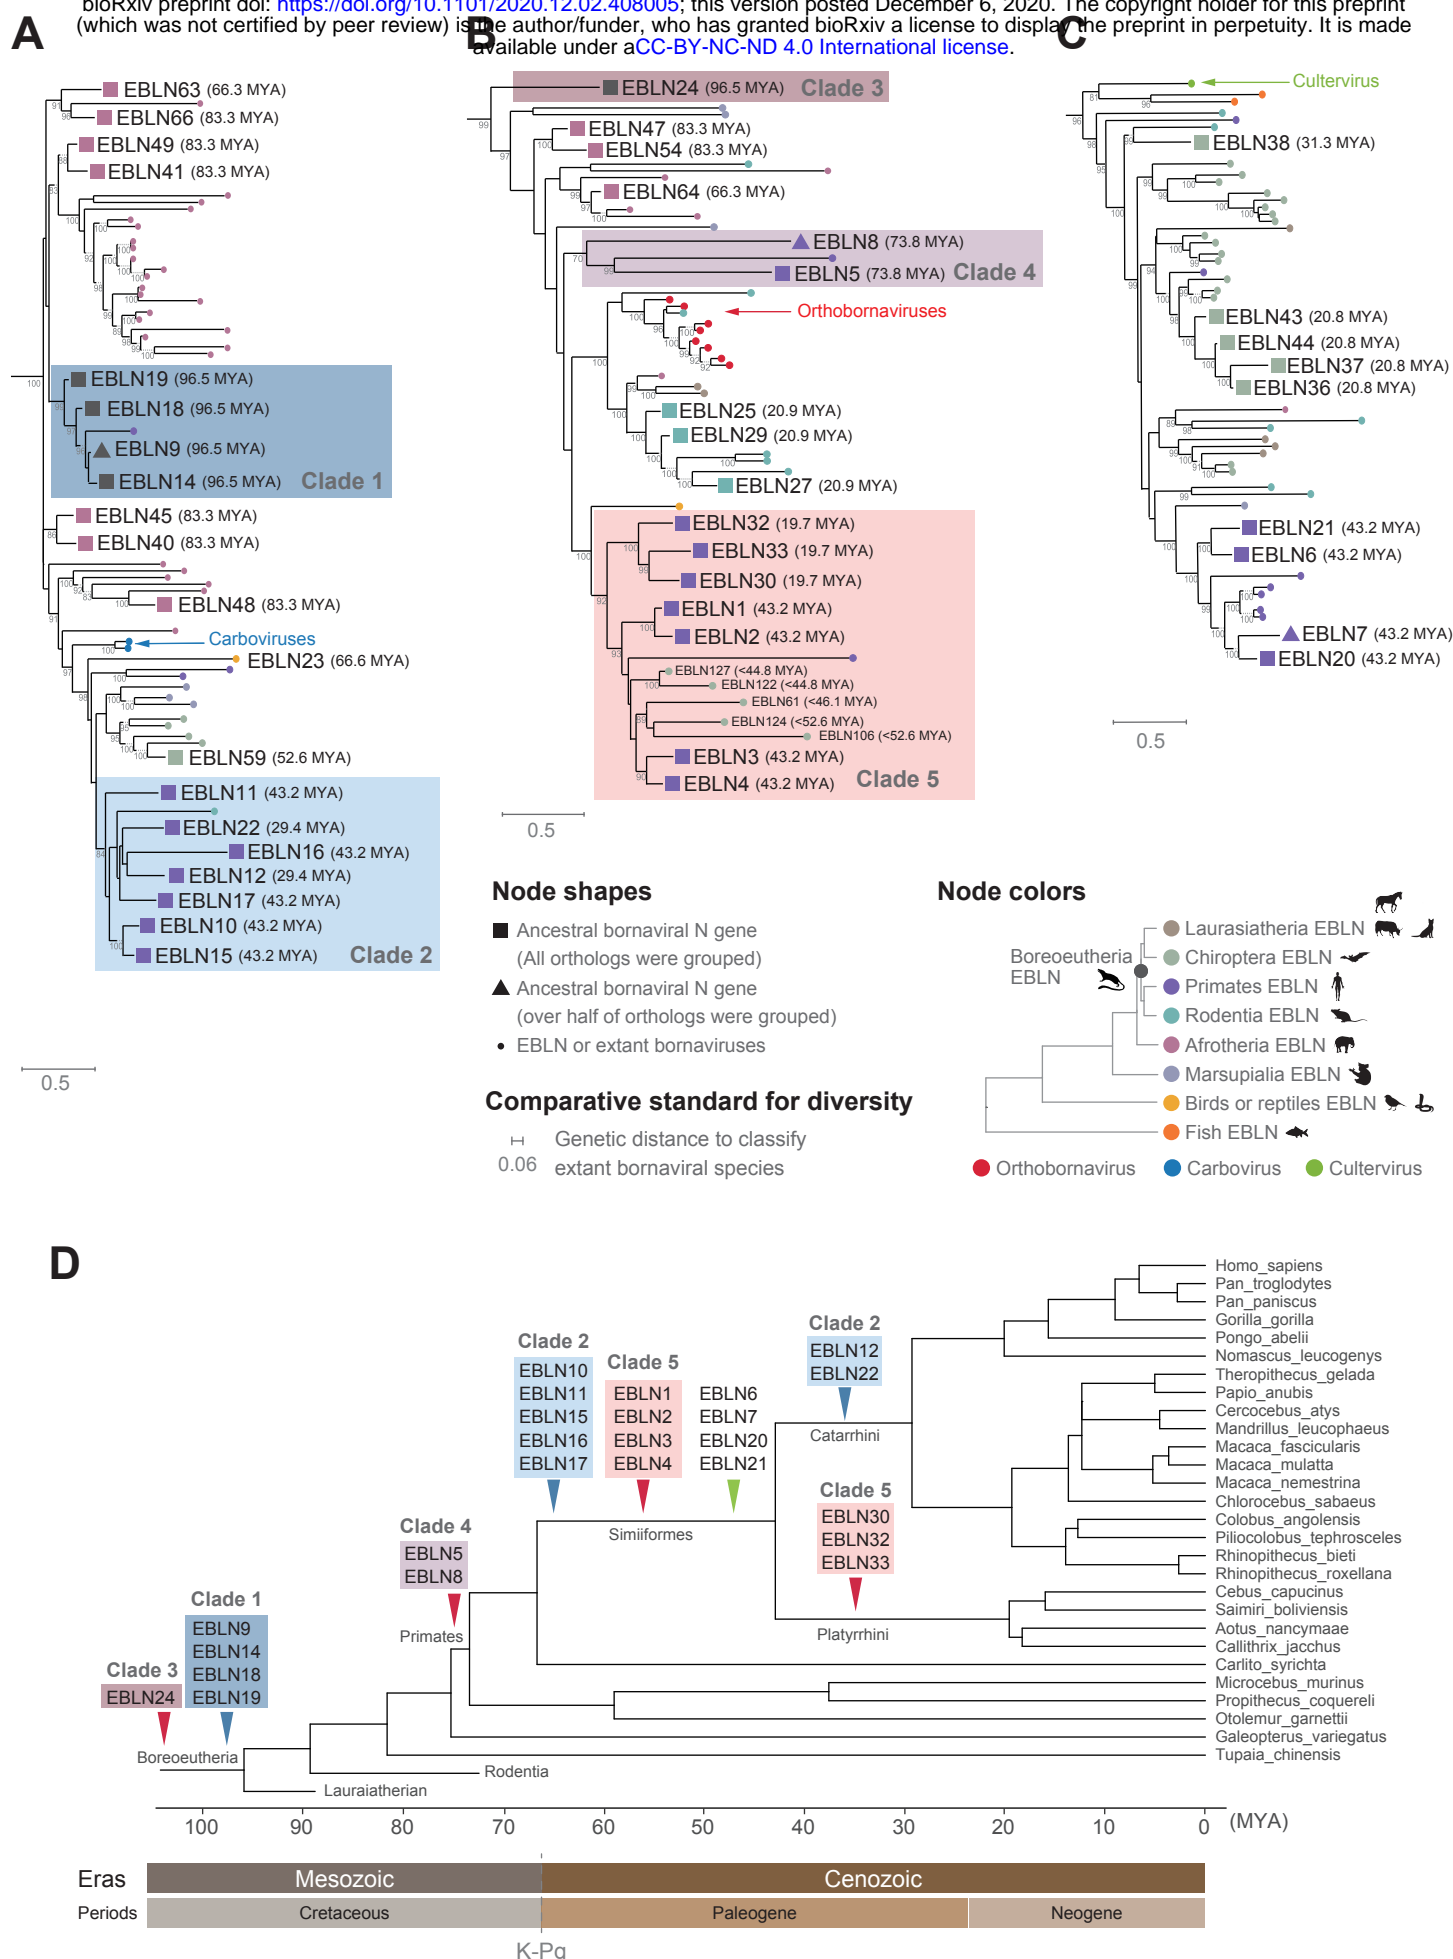 bioRxiv preprint doi: https://doi.org/10.1101/2020.12.02.408005; this version posted December 6, 2020. The copyright holder for this preprint
(which was not certified by peer review) is the author/funder, who has granted bioRxiv a license to display the preprint in perpetuity. It is made
available under aCC-BY-NC-ND 4.0 International license.
A
EBLN63 (66.3 MYA)
EBLN66 (83.3 MYA)
EBLN49 (83.3 MYA)
EBLN41 (83.3 MYA)
EBLN19 (96.5 MYA)
EBLN18 (96.5 MYA)
EBLN9 (96.5 MYA)
EBLN14 (96.5 MYA)
Clade 1
EBLN45 (83.3 MYA)
EBLN40 (83.3 MYA)
EBLN48 (83.3 MYA)
Carboviruses
EBLN23 (66.6 MYA)
EBLN59 (52.6 MYA)
EBLN11 (43.2 MYA)
EBLN22 (29.4 MYA)
EBLN16 (43.2 MYA)
EBLN12 (29.4 MYA)
EBLN17 (43.2 MYA)
EBLN10 (43.2 MYA)
EBLN15 (43.2 MYA)
Clade 2
0.5
B
EBLN24 (96.5 MYA) Clade 3
EBLN47 (83.3 MYA)
EBLN54 (83.3 MYA)
EBLN64 (66.3 MYA)
EBLN8 (73.8 MYA)
EBLN5 (73.8 MYA) Clade 4
Orthobornaviruses
EBLN25 (20.9 MYA)
EBLN29 (20.9 MYA)
EBLN27 (20.9 MYA)
EBLN32 (19.7 MYA)
EBLN33 (19.7 MYA)
EBLN30 (19.7 MYA)
EBLN1 (43.2 MYA)
EBLN2 (43.2 MYA)
EBLN127 (<44.8 MYA)
EBLN122 (<44.8 MYA)
EBLN61 (<46.1 MYA)
EBLN124 (<52.6 MYA)
EBLN106 (<52.6 MYA)
EBLN3 (43.2 MYA)
EBLN4 (43.2 MYA)
Clade 5
0.5
C
Cultervirus
EBLN38 (31.3 MYA)
EBLN43 (20.8 MYA)
EBLN44 (20.8 MYA)
EBLN37 (20.8 MYA)
EBLN36 (20.8 MYA)
EBLN21 (43.2 MYA)
EBLN6 (43.2 MYA)
EBLN7 (43.2 MYA)
EBLN20 (43.2 MYA)
0.5
Node shapes
Ancestral bornaviral N gene
(All orthologs were grouped)
Ancestral bornaviral N gene
(over half of orthologs were grouped)
EBLN or extant bornaviruses
Comparative standard for diversity
0.06
Genetic distance to classify
extant bornaviral species
Node colors
Boreoeutheria
EBLN
Laurasiatheria EBLN
Chiroptera EBLN
Primates EBLN
Rodentia EBLN
Afrotheria EBLN
Marsupialia EBLN
Birds or reptiles EBLN
Fish EBLN
Orthobornavirus
Carbovirus
Cultervirus
D
Clade 3
EBLN24
Clade 1
EBLN9
EBLN14
EBLN18
EBLN19
Boreoeutheria
Clade 4
EBLN5
EBLN8
Primates
Clade 2
EBLN10
EBLN11
EBLN15
EBLN16
EBLN17
Clade 5
EBLN1
EBLN2
EBLN3
EBLN4
EBLN6
EBLN7
EBLN20
EBLN21
Simiiformes
Clade 2
EBLN12
EBLN22
Catarrhini
Clade 5
EBLN30
EBLN32
EBLN33
Platyrrhini
Homo_sapiens
Pan_troglodytes
Pan_paniscus
Gorilla_gorilla
Pongo_abelii
Nomascus_leucogenys
Theropithecus_gelada
Papio_anubis
Cercocebus_atys
Mandrillus_leucophaeus
Macaca_fascicularis
Macaca_mulatta
Macaca_nemestrina
Chlorocebus_sabaeus
Colobus_angolensis
Piliocolobus_tephrosceles
Rhinopithecus_bieti
Rhinopithecus_roxellana
Cebus_capucinus
Saimiri_boliviensis
Aotus_nancymaae
Callithrix_jacchus
Carlito_syrichta
Microcebus_murinus
Propithecus_coquereli
Otolemur_garnettii
Galeopterus_variegatus
Tupaia_chinensis
Rodentia
Lauraiatherian
100 90 80 70 60 50 40 30 20 10 0 (MYA)
Eras Mesozoic Cenozoic
Periods Cretaceous Paleogene Neogene
K-Pg